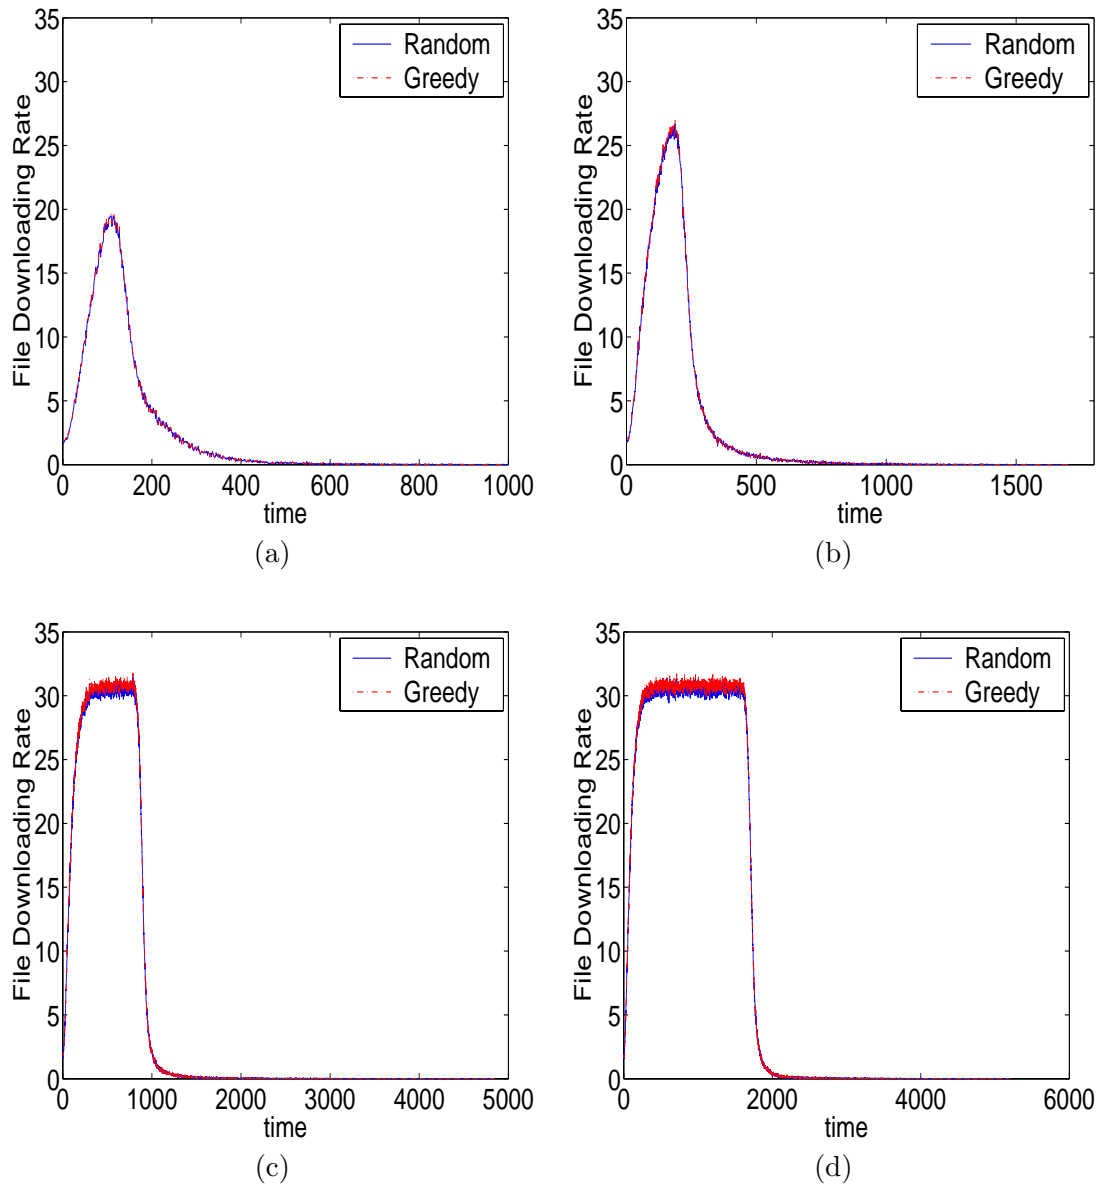 35
30
25
20
15
10
5
0
File Downloading Rate
Random
Greedy
0 200 400 600 800 1000
time
(a)
35
30
25
20
15
10
5
0
File Downloading Rate
Random
Greedy
0 500 1000 1500
time
(b)
35
30
25
20
15
10
5
0
File Downloading Rate
Random
Greedy
0 1000 2000 3000 4000 5000
time
(c)
35
30
25
20
15
10
5
0
File Downloading Rate
Random
Greedy
0 2000 4000 6000
time
(d)